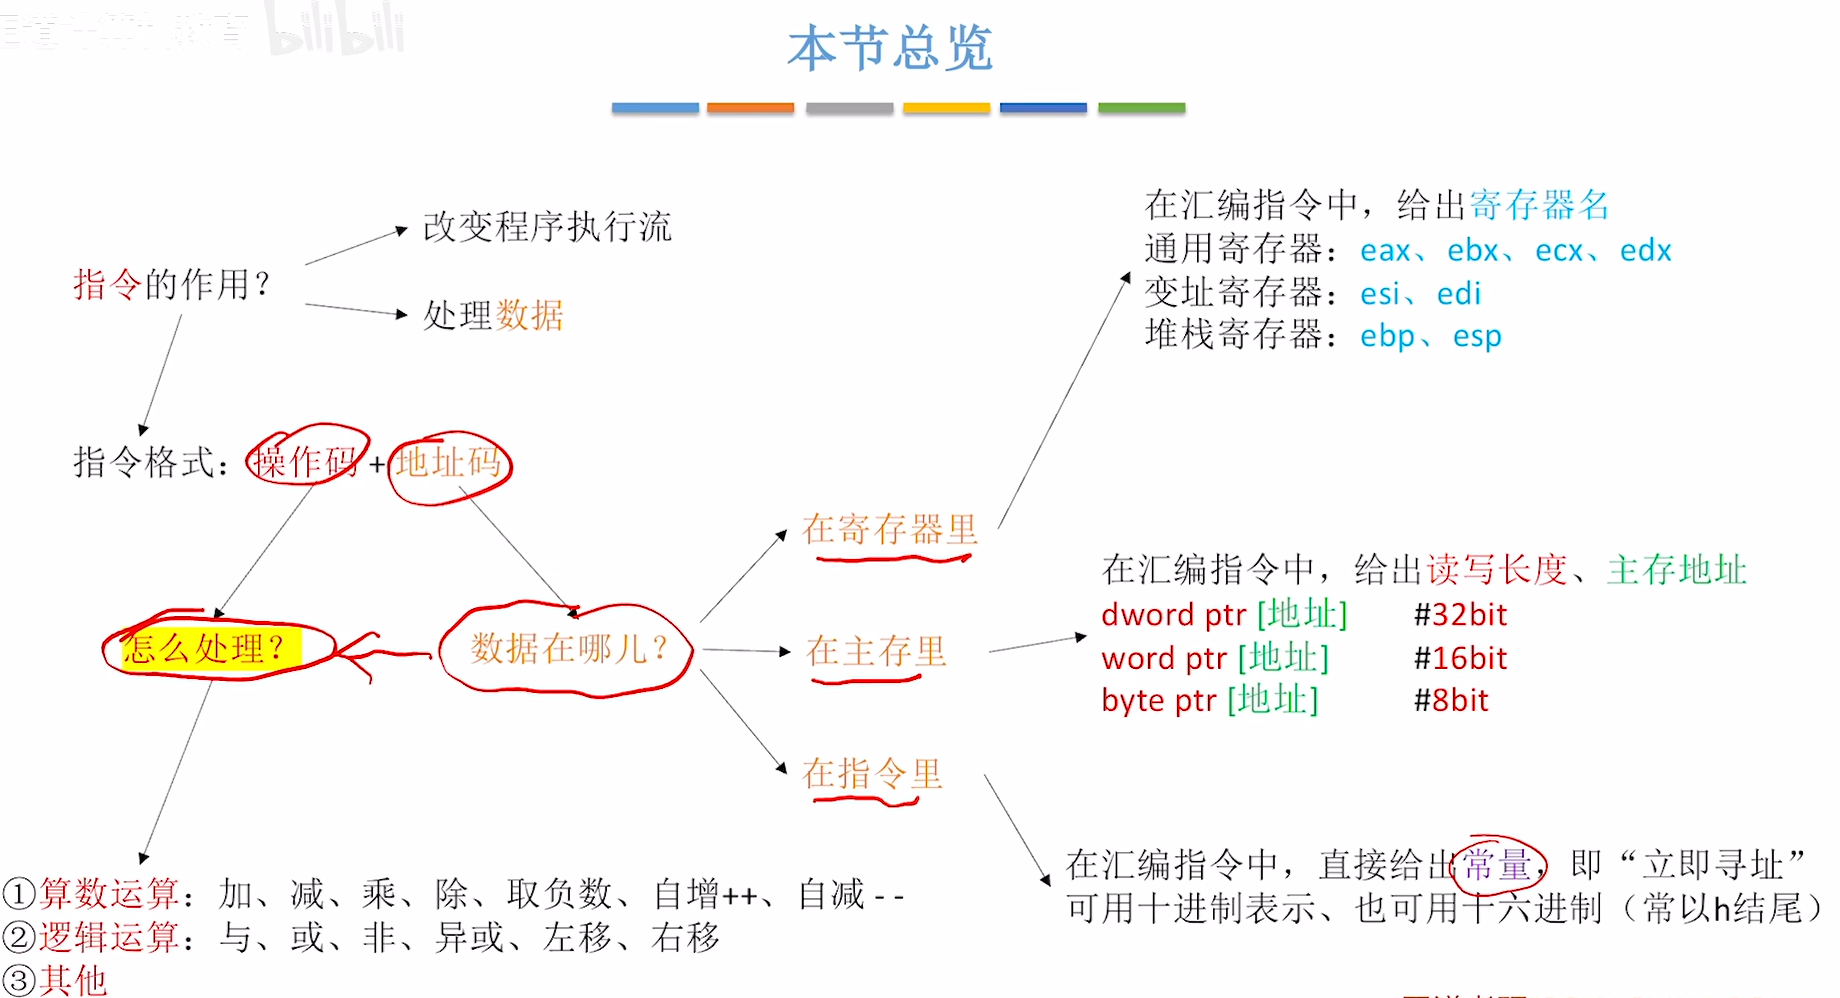 bilibili
本节总览
改变程序执行流
指令的作用？
处理数据
在汇编指令中，给出寄存器名
通用寄存器：eax、ebx、ecx、edx
变址寄存器：esi、edi
堆栈寄存器：ebp、esp
指令格式：操作码+地址码
在寄存器里
怎么处理？
数据在哪儿？
在主存里
在汇编指令中，给出读写长度、主存地址
dword ptr [地址] #32bit
word ptr [地址] #16bit
byte ptr [地址] #8bit
在指令里
在汇编指令中，直接给出常量，即“立即寻址”
可用十进制表示、也可用十六进制（常以h结尾）
①算数运算：加、减、乘、除、取负数、自增++、自减--
②逻辑运算：与、或、非、异或、左移、右移
③其他